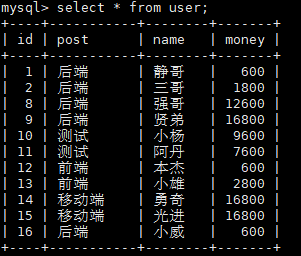 mysql> select * from user;
+----+-----------+--------+-------+
| id | post      | name   | money |
+----+-----------+--------+-------+
| 1 | 后端 | 静哥 | 600 |
| 2 | 后端 | 三哥 | 1800 |
| 8 | 后端 | 强哥 | 12600 |
| 9 | 后端 | 贤弟 | 16800 |
| 10 | 测试 | 小杨 | 9600 |
| 11 | 测试 | 阿丹 | 7600 |
| 12 | 前端 | 本杰 | 600 |
| 13 | 前端 | 小雄 | 2800 |
| 14 | 移动端 | 勇奇 | 16800 |
| 15 | 移动端 | 光进 | 16800 |
| 16 | 后端 | 小威 | 600 |
+----+-----------+--------+-------+